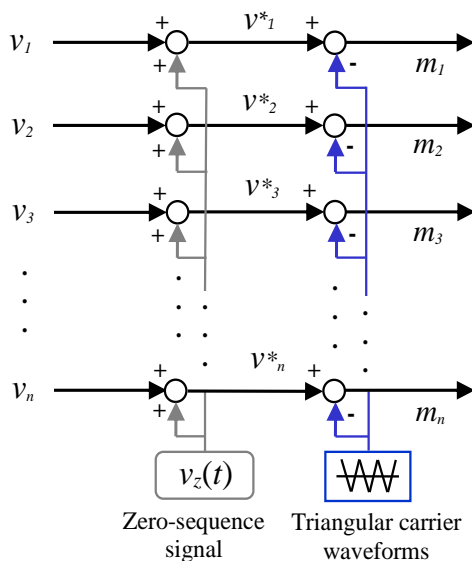 v1 + v*1 + m1
+ -
v2 + v*2 + m2
+ -
v3 + v*3 + m3
+ -
vn + v*n + mn
+ -
vz(t)
Zero-sequence
signal
Triangular carrier
waveforms